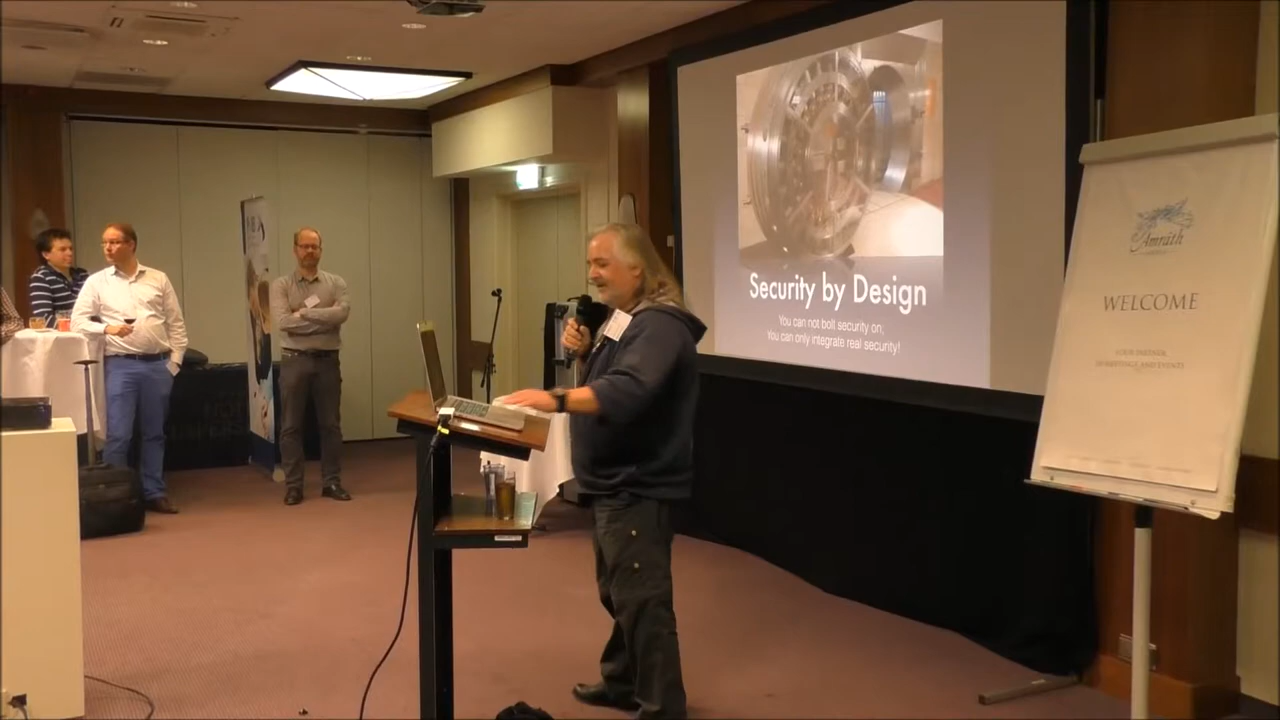 Security by Design
You can not bolt security on;
You can only integrate real security!
Amrâth
WELCOME